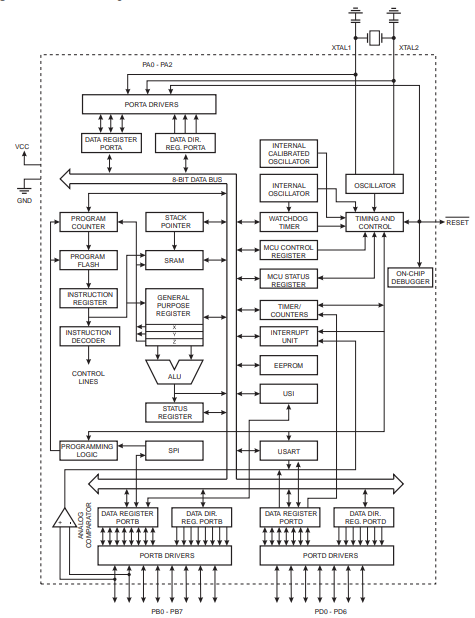 XTAL1
XTAL2
PA0 - PA2
PORTA DRIVERS
VCC
GND
DATA REGISTER
PORTA
DATA DIR.
REG. PORTA
INTERNAL
CALIBRATED
OSCILLATOR
8-BIT DATA BUS
INTERNAL
OSCILLATOR
OSCILLATOR
PROGRAM
COUNTER
STACK
POINTER
WATCHDOG
TIMER
TIMING AND
CONTROL
RESET
PROGRAM
FLASH
SRAM
MCU CONTROL
REGISTER
ON-CHIP
DEBUGGER
MCU STATUS
REGISTER
INSTRUCTION
REGISTER
GENERAL
PURPOSE
REGISTER
X
Y
Z
TIMER/
COUNTERS
INSTRUCTION
DECODER
INTERRUPT
UNIT
CONTROL
LINES
ALU
EEPROM
STATUS
REGISTER
USI
PROGRAMMING
LOGIC
SPI
USART
ANALOG
COMPARATOR
+
-
DATA REGISTER
PORTB
DATA DIR.
REG. PORTB
DATA REGISTER
PORTD
DATA DIR.
REG. PORTD
PORTB DRIVERS
PORTD DRIVERS
PB0 - PB7
PD0 - PD6